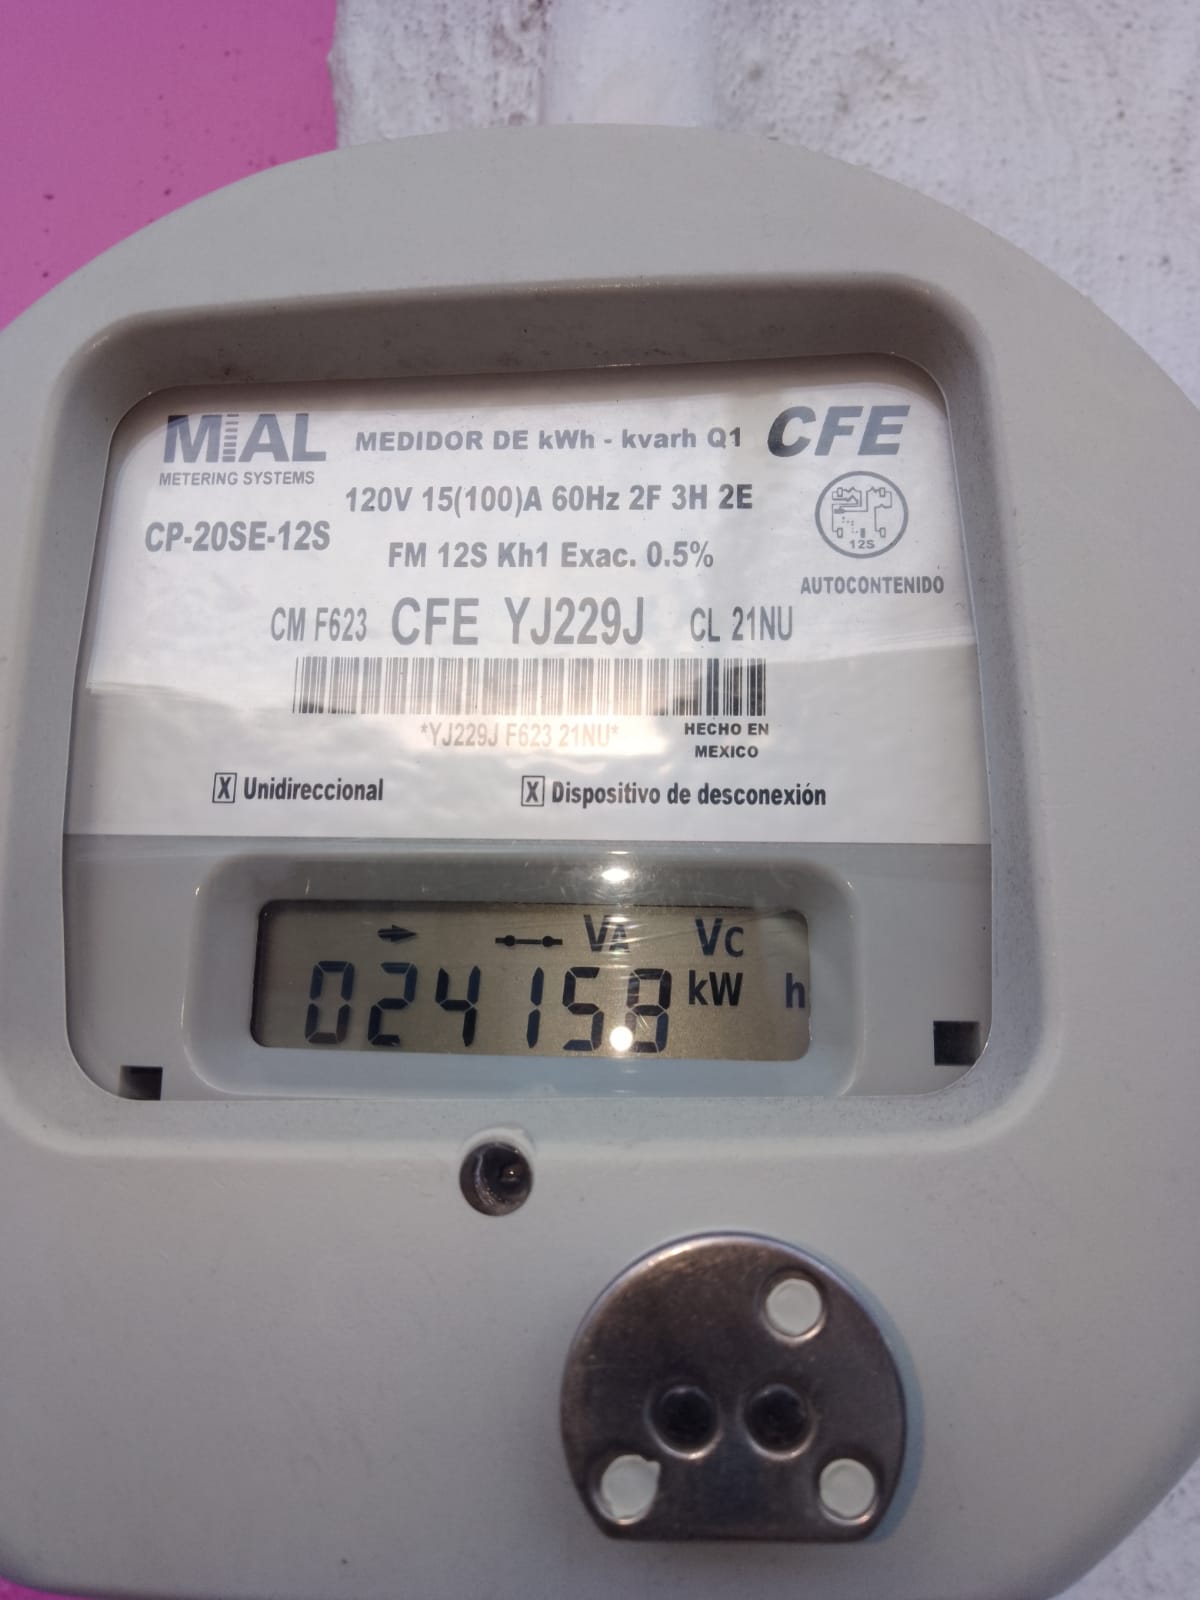 MIAL MEDIDOR DE kWh - kvarh Q1 CFE
METERING SYSTEMS
120V 15(100)A 60Hz 2F 3H 2E
CP-20SE-12S
FM 12S Kh1 Exac. 0.5%
12S
AUTOCONTENIDO
CM F623 CFE YJ229J CL 21NU
*YJ229J F623 21NU*
HECHO EN
MEXICO
X Unidireccional X Dispositivo de desconexión
VA VC
024158 kW h